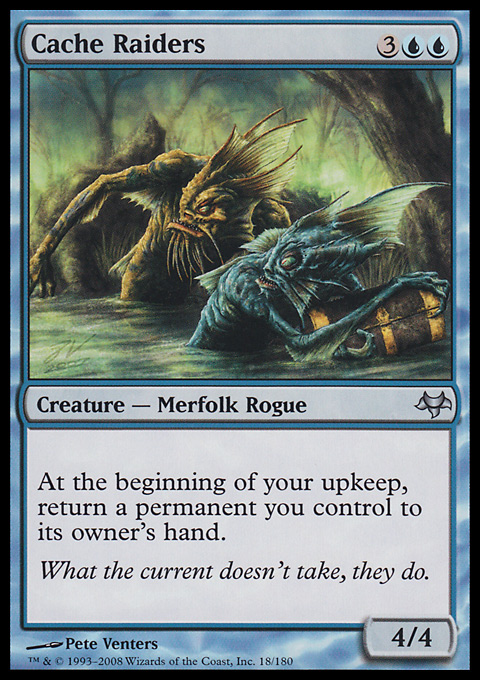 Cache Raiders 3
Creature — Merfolk Rogue
At the beginning of your upkeep,
return a permanent you control to
its owner's hand.
What the current doesn't take, they do.
Pete Venters
4/4
™ & © 1993–2008 Wizards of the Coast, Inc. 18/180